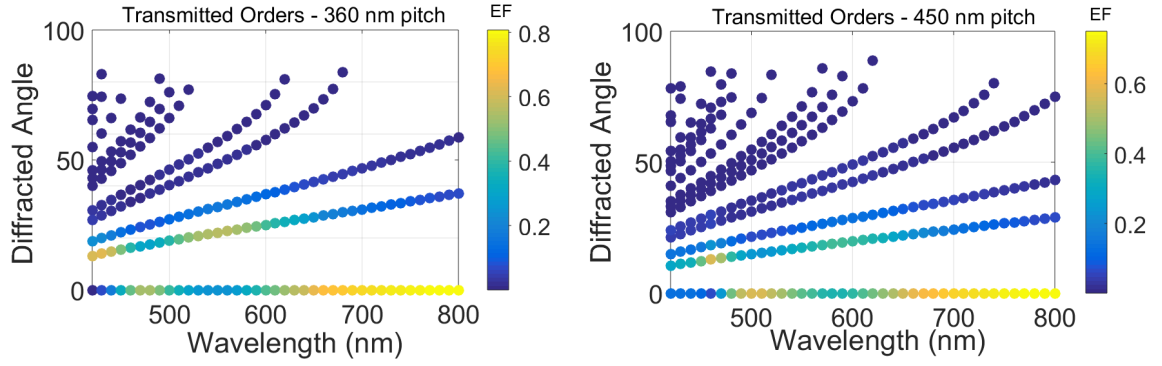 Transmitted Orders - 360 nm pitch
EF
100
50
0
Diffracted Angle
500
600
700
800
Wavelength (nm)
0.8
0.6
0.4
0.2
Transmitted Orders - 450 nm pitch
EF
100
50
0
Diffracted Angle
500
600
700
800
Wavelength (nm)
0.6
0.4
0.2